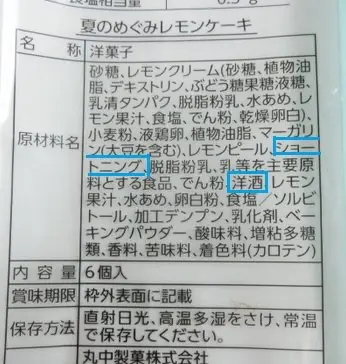 食塩相当量 0.3g
夏のめぐみレモンケーキ
名 称 洋菓子
原材料名
砂糖、レモンクリーム(砂糖、植物油
脂、デキストリン、ぶどう糖果糖液糖、
乳清タンパク、脱脂粉乳、水あめ、レ
モン果汁、食塩、でん粉、乾燥卵白)、
小麦粉、液鶏卵、植物油脂、マーガリ
ン(大豆を含む)、レモンピール、ショー
トニング、脱脂粉乳、乳等を主要原
料とする食品、でん粉、洋酒、レモン
果汁、水あめ、卵白粉、食塩/ソルビ
トール、加工デンプン、乳化剤、ベー
キングパウダー、酸味料、増粘多糖
類、香料、苦味料、着色料(カロテン)
内 容 量 6個入
賞味期限 枠外表面に記載
保存方法 直射日光、高温多湿をさけ、常温
で保存してください。
丸中製菓株式会社